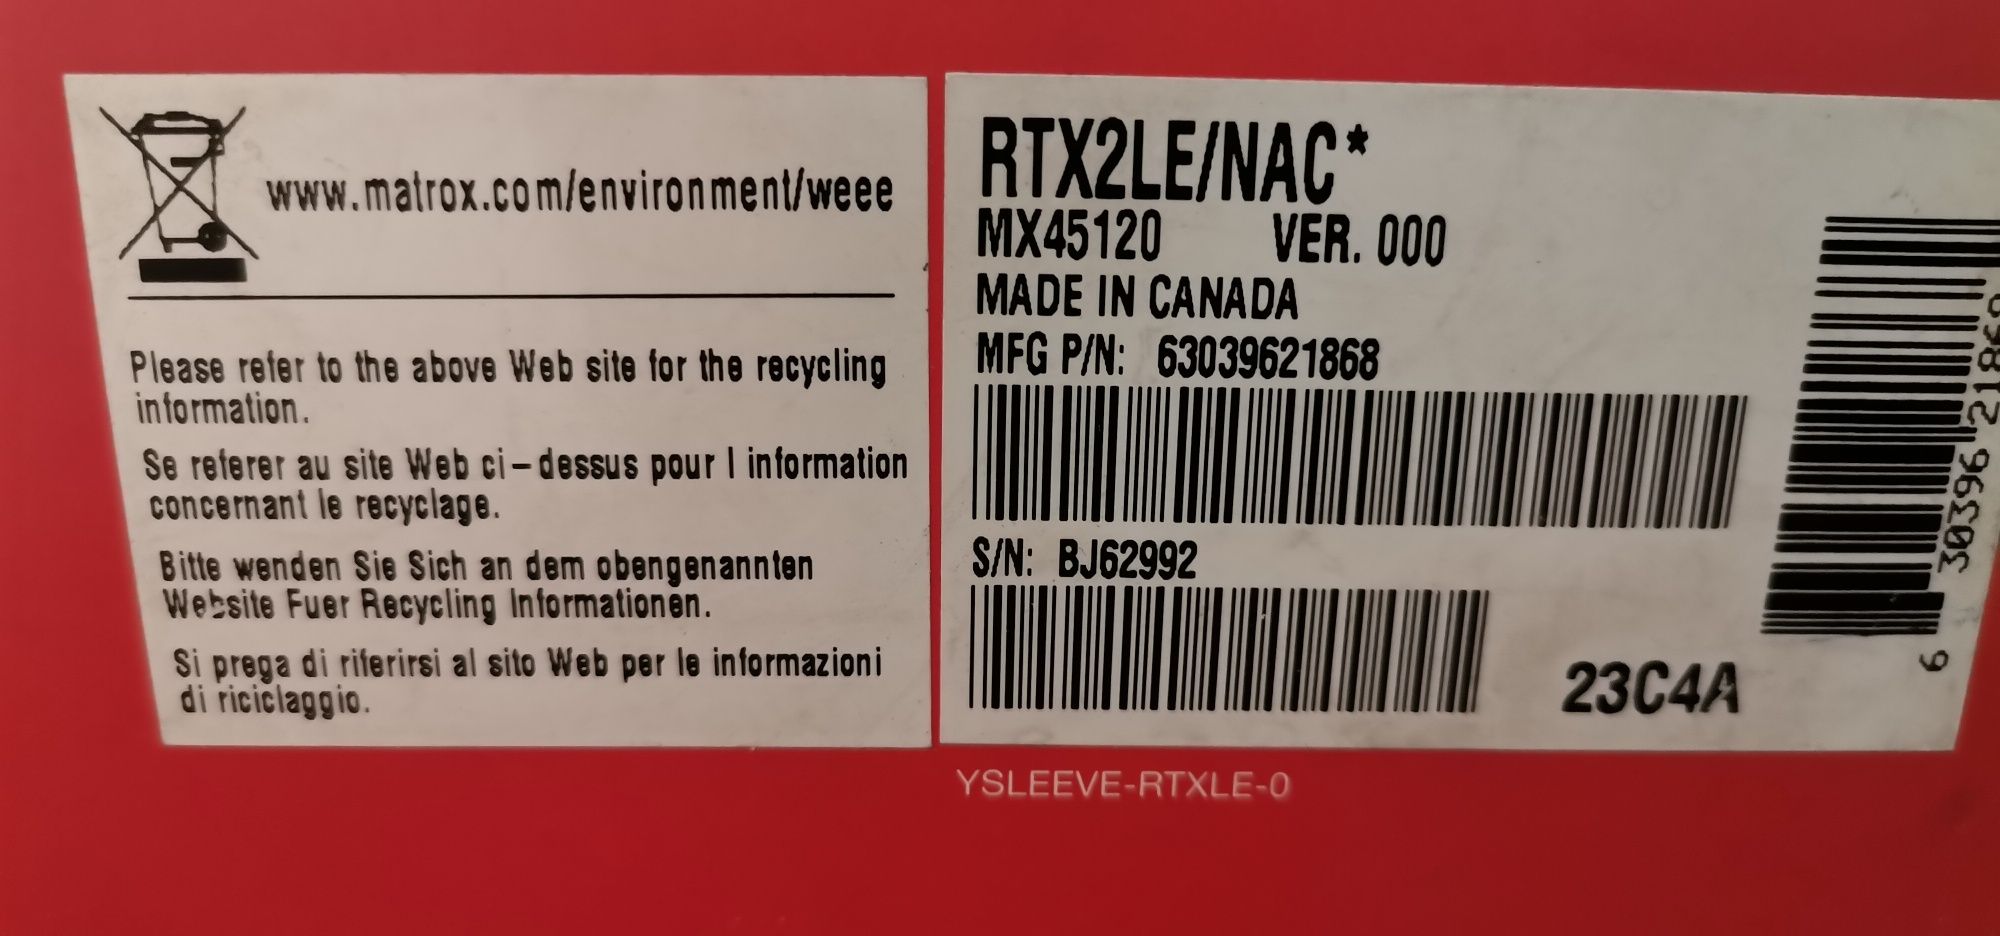 www.matrox.com/environment/weee
Please refer to the above Web site for the recycling
information.
Se referer au site Web ci-dessus pour l information
concernant le recyclage.
Bitte wenden Sie Sich an dem obengenannten
Website Fuer Recycling Informationen.
Si prega di riferirsi al sito Web per le informazioni
di riciclaggio.
RTX2LE/NAC*
MX45120 VER. 000
MADE IN CANADA
MFG P/N: 63039621868
S/N: BJ62992
23C4A
6 30396 21868
YSLEEVE-RTXLE-0